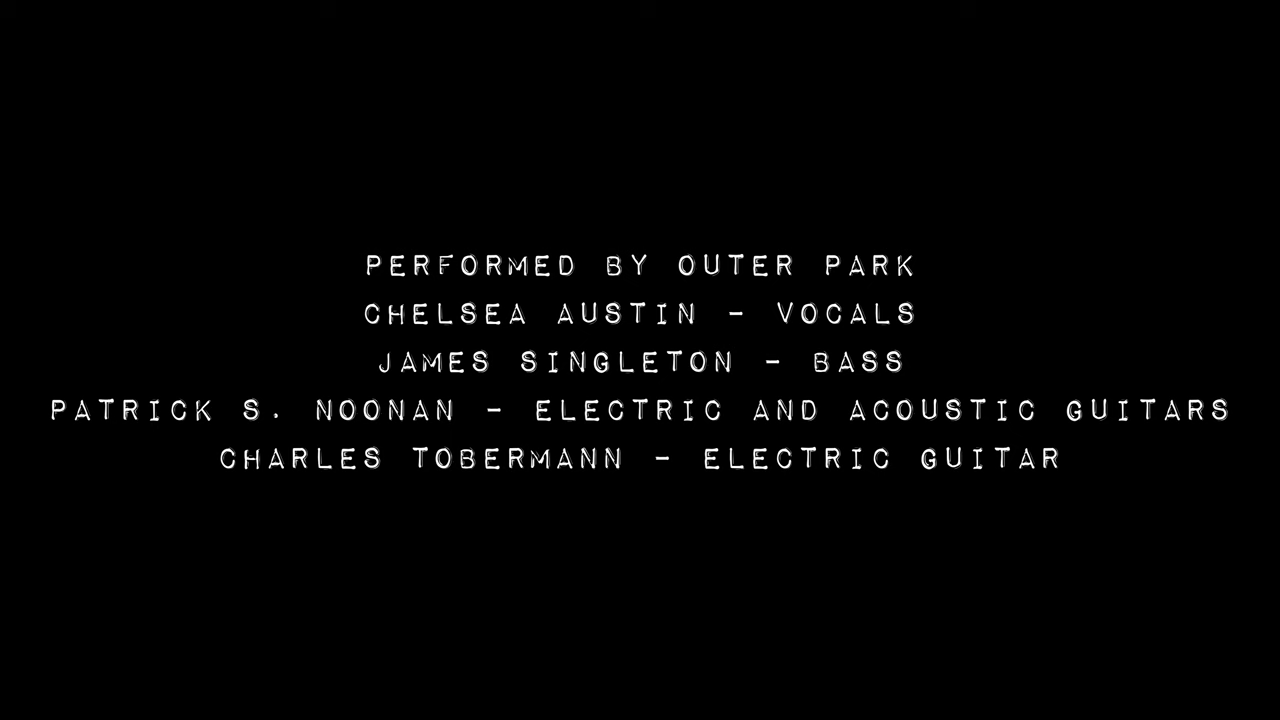 PERFORMED BY OUTER PARK
CHELSEA AUSTIN - VOCALS
JAMES SINGLETON - BASS
PATRICK S. NOONAN - ELECTRIC AND ACOUSTIC GUITARS
CHARLES TOBERMANN - ELECTRIC GUITAR